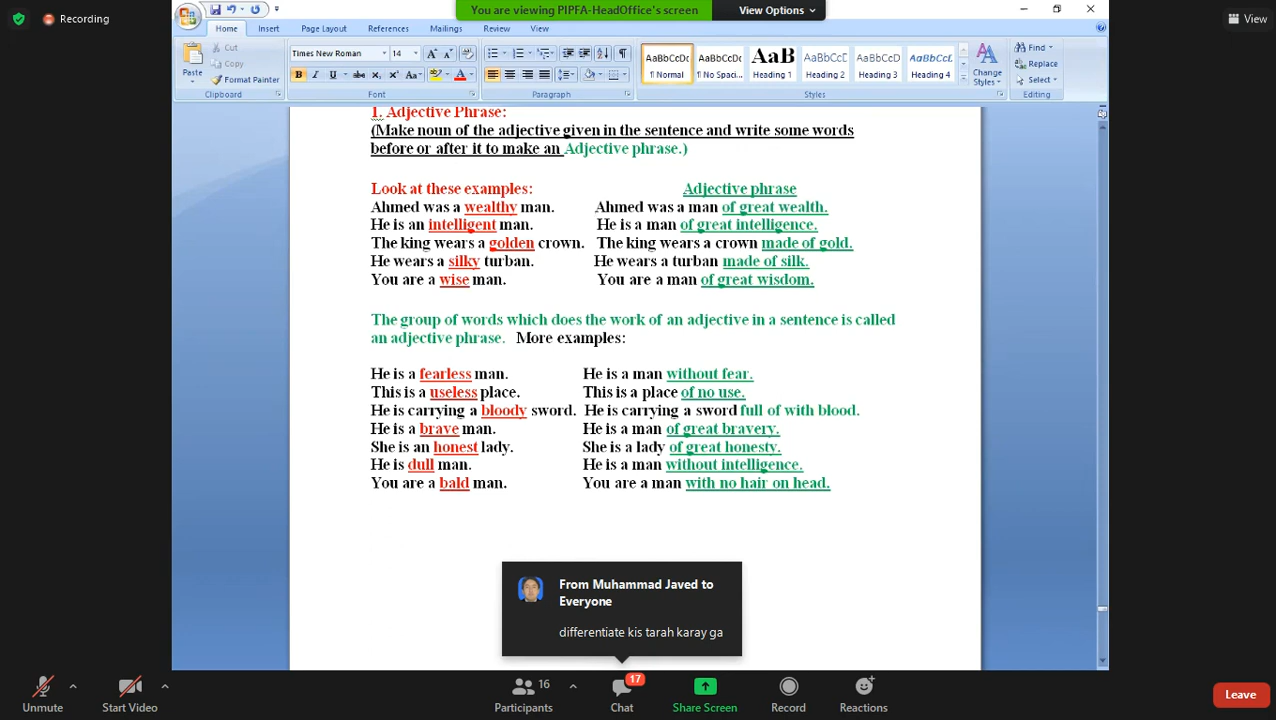 You are viewing PIPFA-HeadOffice's screen
View Options
Recording
View
Home Insert Page Layout References Mailings Review View
Paste
Cut
Copy
Format Painter
Clipboard
Times New Roman 14
B I U abc X₂ X² Aa
Font
Paragraph
AaBbCcDc AaBbCcDc AaB AaBbCc AaBbCcI AaBbCcI
¶ Normal ¶ No Spaci... Heading 1 Heading 2 Heading 3 Heading 4
Change Styles
Styles
Find
Replace
Select
Editing
1. Adjective Phrase:
(Make noun of the adjective given in the sentence and write some words
before or after it to make an Adjective phrase.)
Look at these examples: Adjective phrase
Ahmed was a wealthy man. Ahmed was a man of great wealth.
He is an intelligent man. He is a man of great intelligence.
The king wears a golden crown. The king wears a crown made of gold.
He wears a silky turban. He wears a turban made of silk.
You are a wise man. You are a man of great wisdom.
The group of words which does the work of an adjective in a sentence is called
an adjective phrase. More examples:
He is a fearless man. He is a man without fear.
This is a useless place. This is a place of no use.
He is carrying a bloody sword. He is carrying a sword full of with blood.
He is a brave man. He is a man of great bravery.
She is an honest lady. She is a lady of great honesty.
He is dull man. He is a man without intelligence.
You are a bald man. You are a man with no hair on head.
From Muhammad Javed to
Everyone
differentiate kis tarah karay ga
Unmute
Start Video
16
Participants
17
Chat
Share Screen
Record
Reactions
Leave